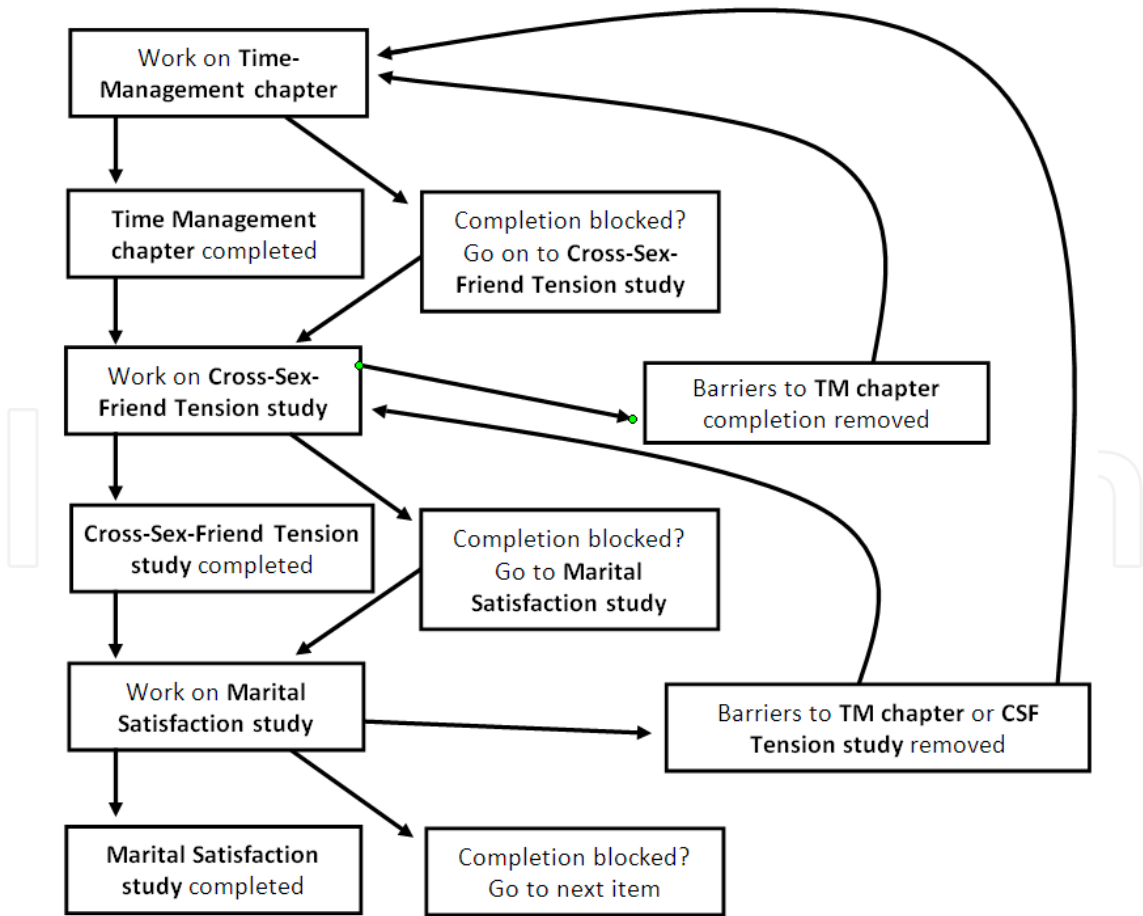 Work on Time-
Management chapter
Time Management
chapter completed
Completion blocked?
Go on to Cross-Sex-
Friend Tension study
Work on Cross-Sex-
Friend Tension study
Barriers to TM chapter
completion removed
Cross-Sex-Friend Tension
study completed
Completion blocked?
Go to Marital
Satisfaction study
Work on Marital
Satisfaction study
Barriers to TM chapter or CSF
Tension study removed
Marital Satisfaction
study completed
Completion blocked?
Go to next item